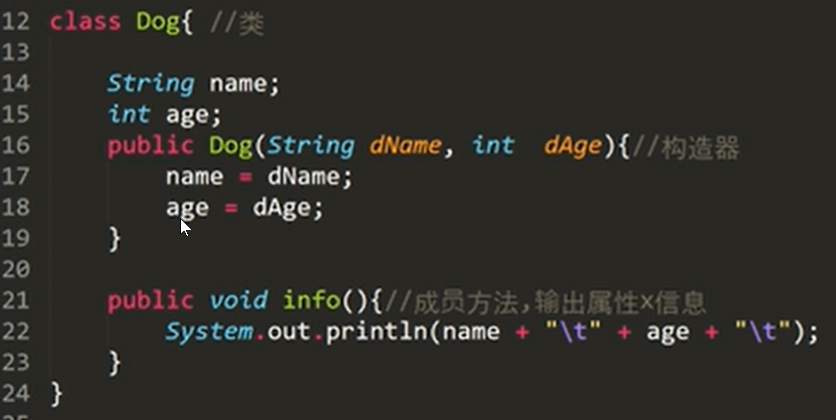 12 class Dog{ //类
13
14 String name;
15 int age;
16 public Dog(String dName, int dAge){//构造器
17 name = dName;
18 age = dAge;
19 }
20
21 public void info(){//成员方法,输出属性x信息
22 System.out.println(name + "\t" + age + "\t");
23 }
24 }